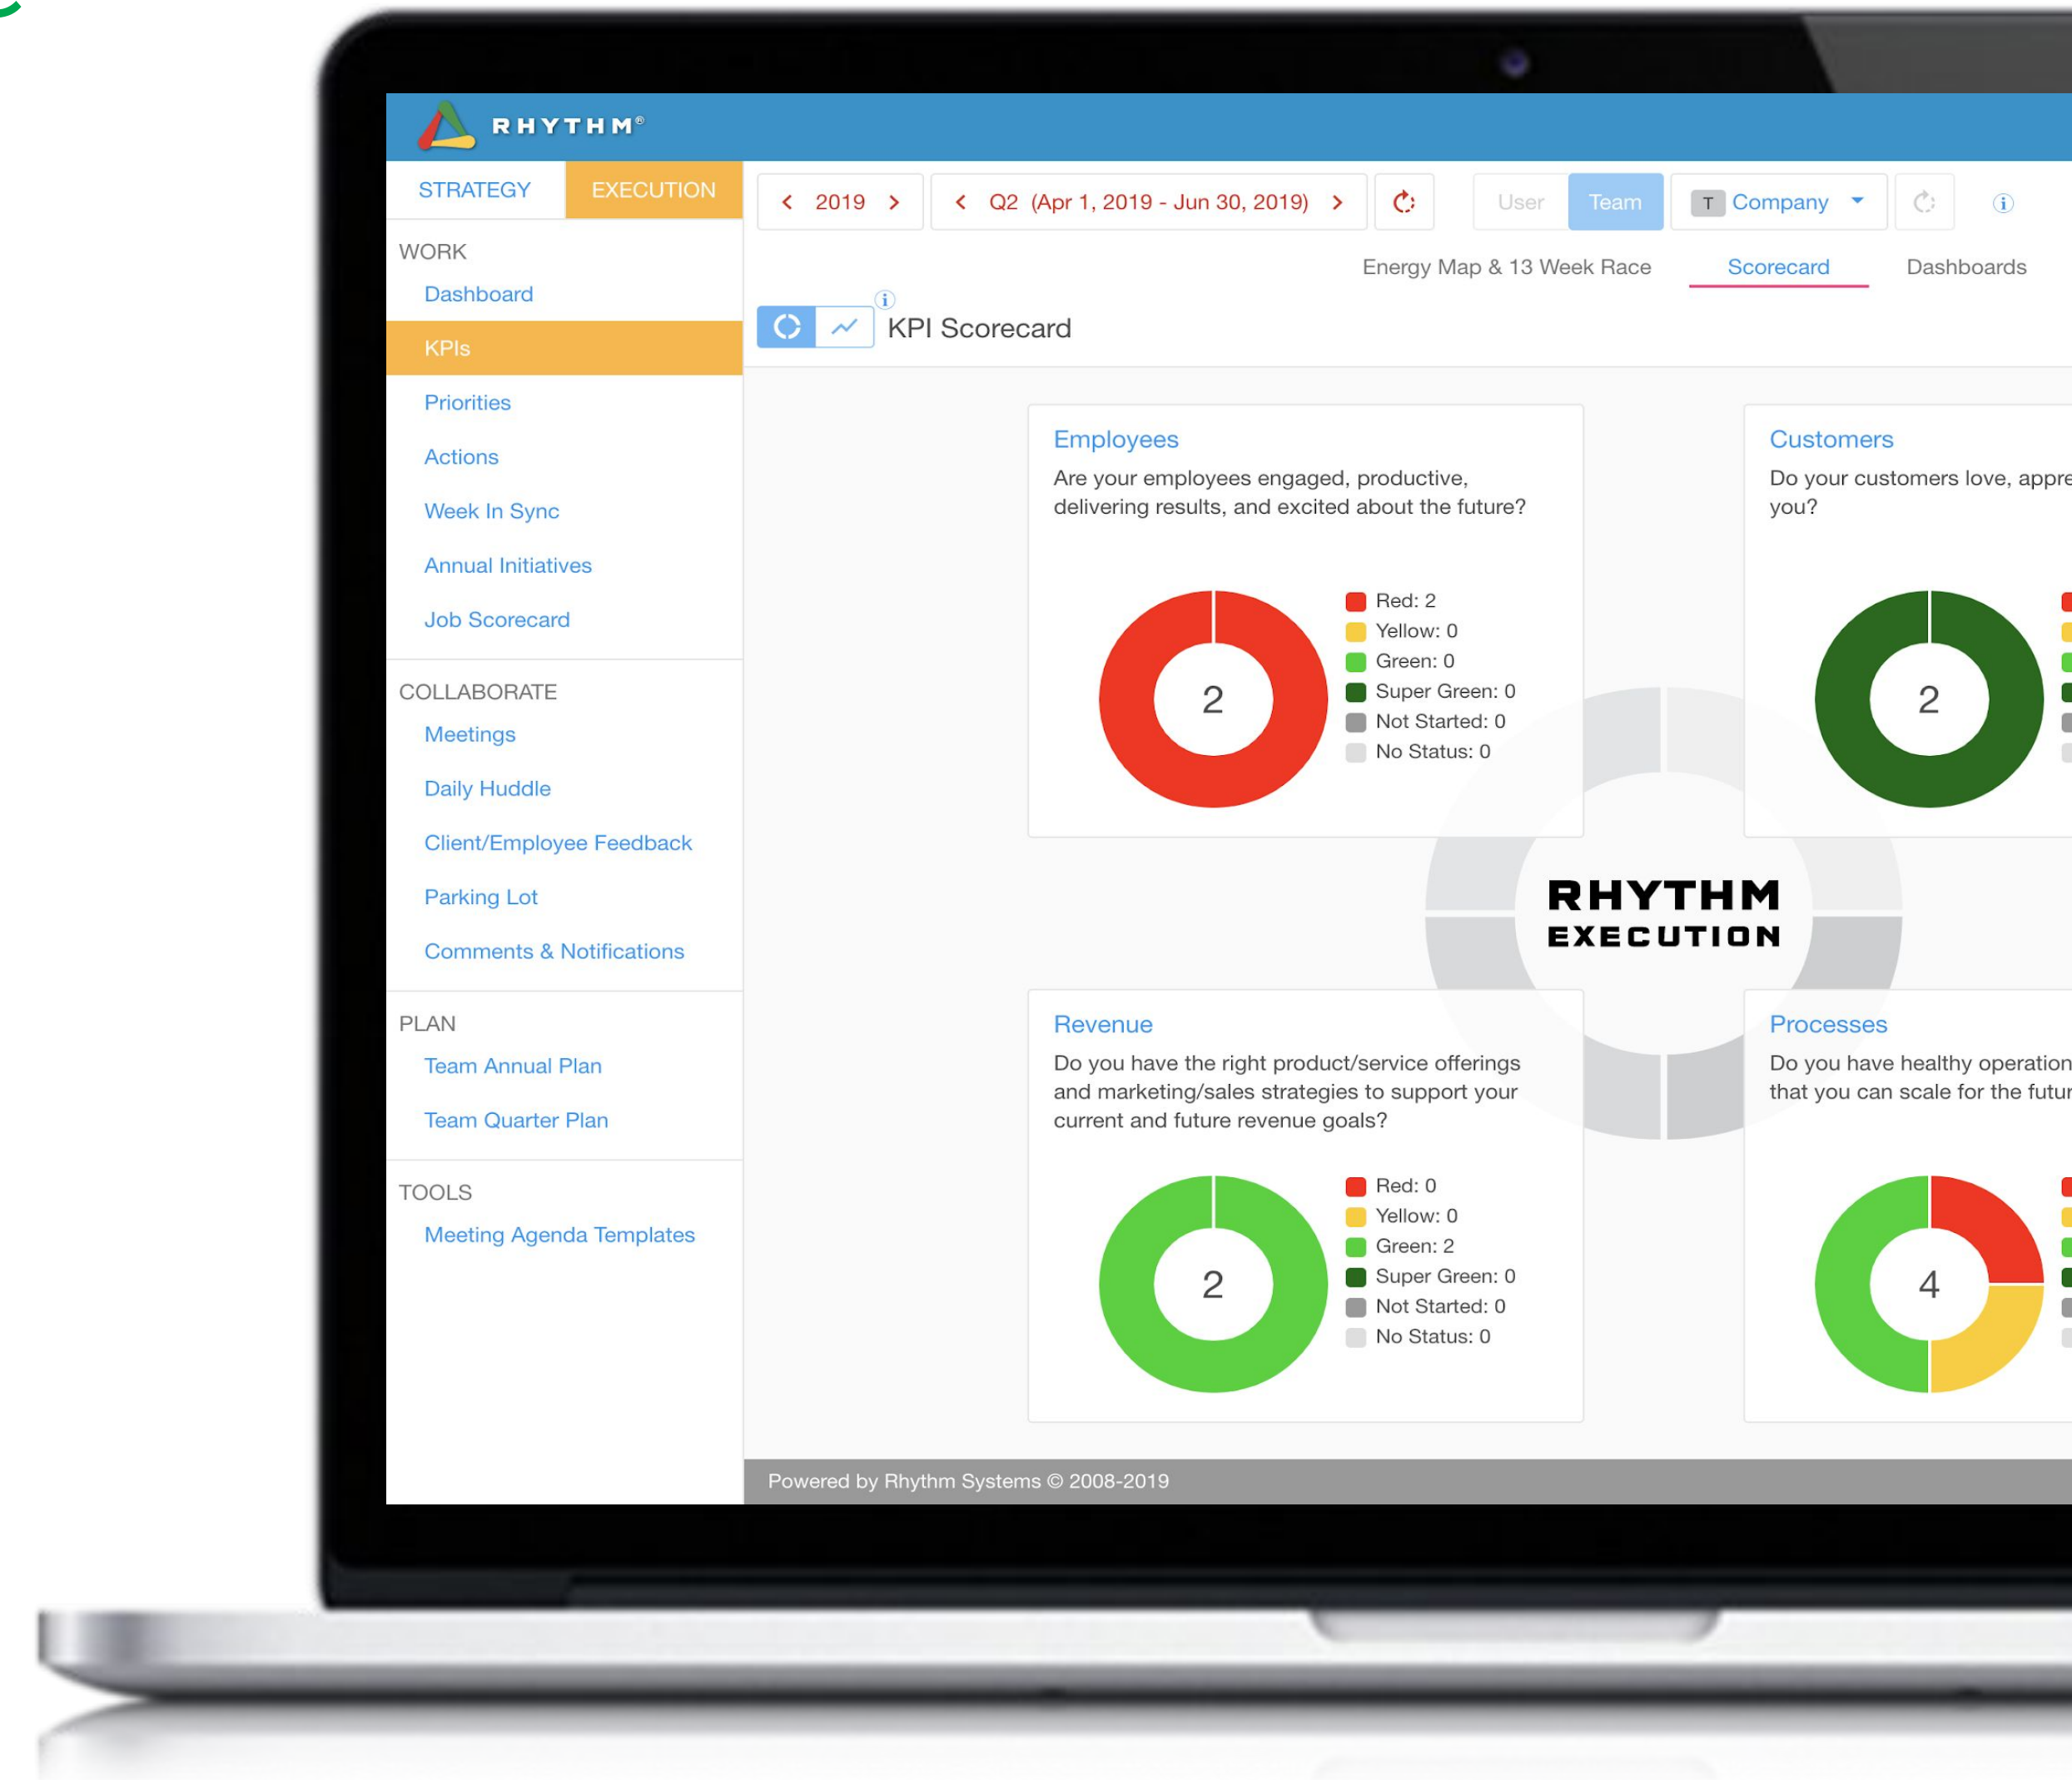 RHYTHM®
STRATEGY
EXECUTION
2019
Q2 (Apr 1, 2019 - Jun 30, 2019)
User
Team
T Company
Energy Map & 13 Week Race
Scorecard
Dashboards
KPI Scorecard
WORK
Dashboard
KPIs
Priorities
Actions
Week In Sync
Annual Initiatives
Job Scorecard
COLLABORATE
Meetings
Daily Huddle
Client/Employee Feedback
Parking Lot
Comments & Notifications
PLAN
Team Annual Plan
Team Quarter Plan
TOOLS
Meeting Agenda Templates
Employees
Are your employees engaged, productive,
delivering results, and excited about the future?
2
Red: 2
Yellow: 0
Green: 0
Super Green: 0
Not Started: 0
No Status: 0
Customers
Do your customers love,
you?
2
RHYTHM
EXECUTION
Revenue
Do you have the right product/service offerings
and marketing/sales strategies to support your
current and future revenue goals?
2
Red: 0
Yellow: 0
Green: 2
Super Green: 0
Not Started: 0
No Status: 0
Processes
Do you have healthy
that you can scale for the
4
Powered by Rhythm Systems © 2008-2019